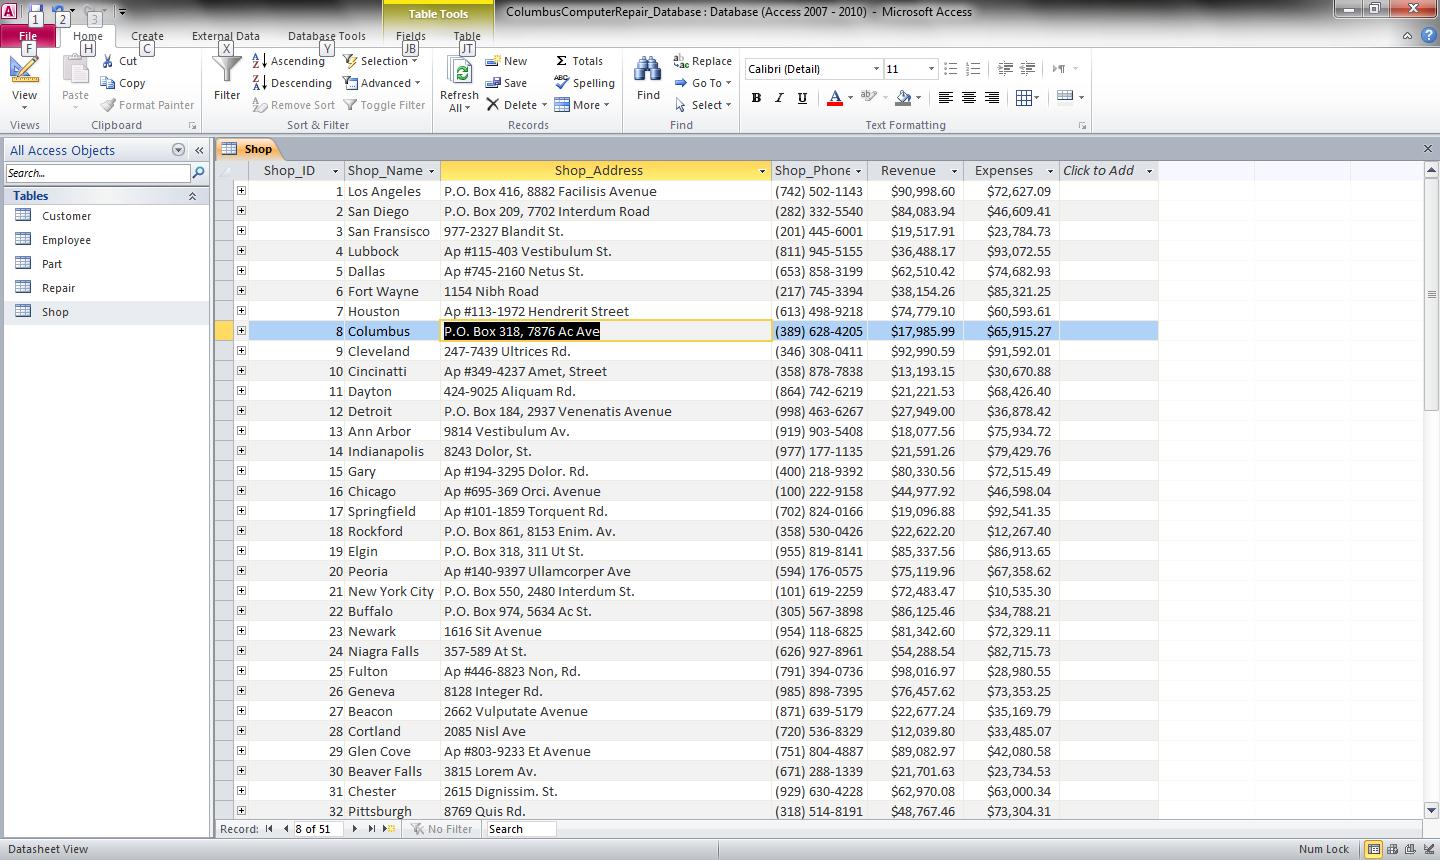 Table Tools
ColumbusComputerRepair_Database : Database (Access 2007 - 2010) - Microsoft Access
1 2 3
File Home Create External Data Database Tools Fields Table
F H C X Y JB JT
View
Views
Paste
Cut
Copy
Format Painter
Clipboard
Filter
Ascending
Descending
Remove Sort
Selection
Advanced
Toggle Filter
Sort & Filter
Refresh All
New
Save
Delete
Totals
Spelling
More
Records
Find
Replace
Go To
Select
Find
Calibri (Detail) 11
B I U A
Text Formatting
All Access Objects
Search...
Tables
Customer
Employee
Part
Repair
Shop
Shop
Shop_ID Shop_Name Shop_Address Shop_Phone Revenue Expenses Click to Add
1 Los Angeles P.O. Box 416, 8882 Facilisis Avenue (742) 502-1143 $90,998.60 $72,627.09
2 San Diego P.O. Box 209, 7702 Interdum Road (282) 332-5540 $84,083.94 $46,609.41
3 San Fransisco 977-2327 Blandit St. (201) 445-6001 $19,517.91 $23,784.73
4 Lubbock Ap #115-403 Vestibulum St. (811) 945-5155 $36,488.17 $93,072.55
5 Dallas Ap #745-2160 Netus St. (653) 858-3199 $62,510.42 $74,682.93
6 Fort Wayne 1154 Nibh Road (217) 745-3394 $38,154.26 $85,321.25
7 Houston Ap #113-1972 Hendrerit Street (613) 498-9218 $74,779.10 $60,593.61
8 Columbus P.O. Box 318, 7876 Ac Ave (389) 628-4205 $17,985.99 $65,915.27
9 Cleveland 247-7439 Ultrices Rd. (346) 308-0411 $92,990.59 $91,592.01
10 Cincinatti Ap #349-4237 Amet, Street (358) 878-7838 $13,193.15 $30,670.88
11 Dayton 424-9025 Aliquam Rd. (864) 742-6219 $21,221.53 $68,426.40
12 Detroit P.O. Box 184, 2937 Venenatis Avenue (998) 463-6267 $27,949.00 $36,878.42
13 Ann Arbor 9814 Vestibulum Av. (919) 903-5408 $18,077.56 $75,934.72
14 Indianapolis 8243 Dolor, St. (977) 177-1135 $21,591.26 $79,429.76
15 Gary Ap #194-3295 Dolor. Rd. (400) 218-9392 $80,330.56 $72,515.49
16 Chicago Ap #695-369 Orci. Avenue (100) 222-9158 $44,977.92 $46,598.04
17 Springfield Ap #101-1859 Torquent Rd. (702) 824-0166 $19,096.88 $92,541.35
18 Rockford P.O. Box 861, 8153 Enim. Av. (358) 530-0426 $22,622.20 $12,267.40
19 Elgin P.O. Box 318, 311 Ut St. (955) 819-8141 $85,337.56 $86,913.65
20 Peoria Ap #140-9397 Ullamcorper Ave (594) 176-0575 $75,119.96 $67,358.62
21 New York City P.O. Box 550, 2480 Interdum St. (101) 619-2259 $72,483.47 $10,535.30
22 Buffalo P.O. Box 974, 5634 Ac St. (305) 567-3898 $86,125.46 $34,788.21
23 Newark 1616 Sit Avenue (954) 118-6825 $81,342.60 $72,329.11
24 Niagra Falls 357-589 At St. (626) 927-8961 $54,288.54 $82,715.73
25 Fulton Ap #446-8823 Non, Rd. (791) 394-0736 $98,016.97 $28,980.55
26 Geneva 8128 Integer Rd. (985) 898-7395 $76,457.62 $73,353.25
27 Beacon 2662 Vulputate Avenue (871) 639-5179 $22,677.24 $35,169.79
28 Cortland 2085 Nisl Ave (720) 536-8329 $12,039.80 $33,485.07
29 Glen Cove Ap #803-9233 Et Avenue (751) 804-4887 $89,082.97 $42,080.58
30 Beaver Falls 3815 Lorem Av. (671) 288-1339 $21,701.63 $23,734.53
31 Chester 2615 Dignissim. St. (929) 630-4228 $62,970.08 $63,000.34
32 Pittsburgh 8769 Quis Rd. (318) 514-8191 $48,767.46 $73,304.31
Record: 8 of 51 No Filter Search
Datasheet View Num Lock